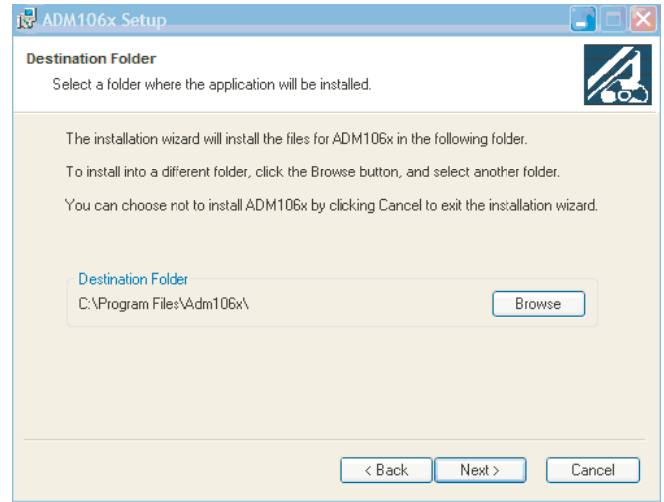 ADM106x Setup
Destination Folder
Select a folder where the application will be installed.
The installation wizard will install the files for ADM106x in the following folder.
To install into a different folder, click the Browse button, and select another folder.
You can choose not to install ADM106x by clicking Cancel to exit the installation wizard.
Destination Folder
C:\Program Files\Adm106x\
Browse
< Back
Next >
Cancel